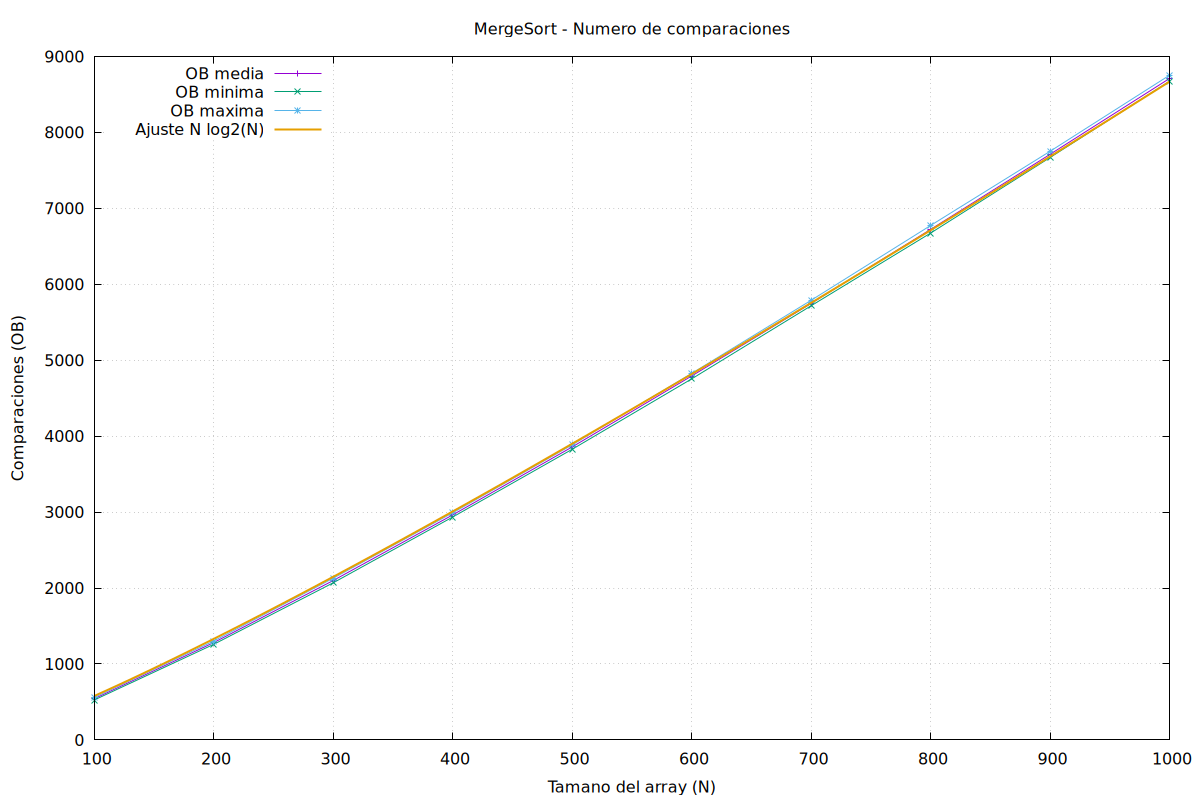 MergeSort - Numero de comparaciones
OB media
OB minima
OB maxima
Ajuste N log2(N)
9000
8000
7000
6000
5000
4000
3000
2000
1000
0
Comparaciones (OB)
100 200 300 400 500 600 700 800 900 1000
Tamano del array (N)